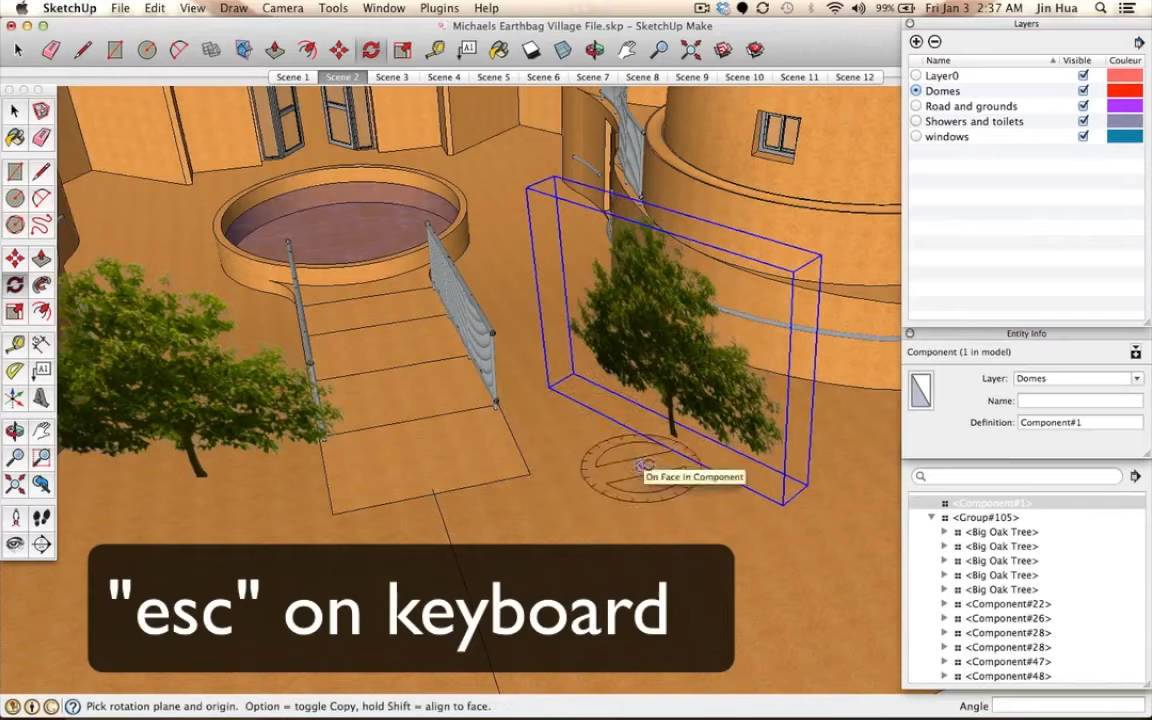 SketchUp File Edit View Draw Camera Tools Window Plugins Help 99% Fri Jan 3 2:37 AM Jin Hua
Michaels Earthbag Village File.skp - SketchUp Make
Scene 1 Scene 2 Scene 3 Scene 4 Scene 5 Scene 6 Scene 7 Scene 8 Scene 9 Scene 10 Scene 11 Scene 12
Layers
Name Visible Couleur
Layer0
Domes
Road and grounds
Showers and toilets
windows
Entity Info
Component (1 in model)
Layer: Domes
Name:
Definition: Component#1
<Component#1>
<Group#105>
<Big Oak Tree>
<Big Oak Tree>
<Big Oak Tree>
<Big Oak Tree>
<Big Oak Tree>
<Component#22>
<Component#26>
<Component#28>
<Component#28>
<Component#47>
<Component#48>
On Face in Component
"esc" on keyboard
Pick rotation plane and origin. Option = toggle Copy, hold Shift = align to face. Angle